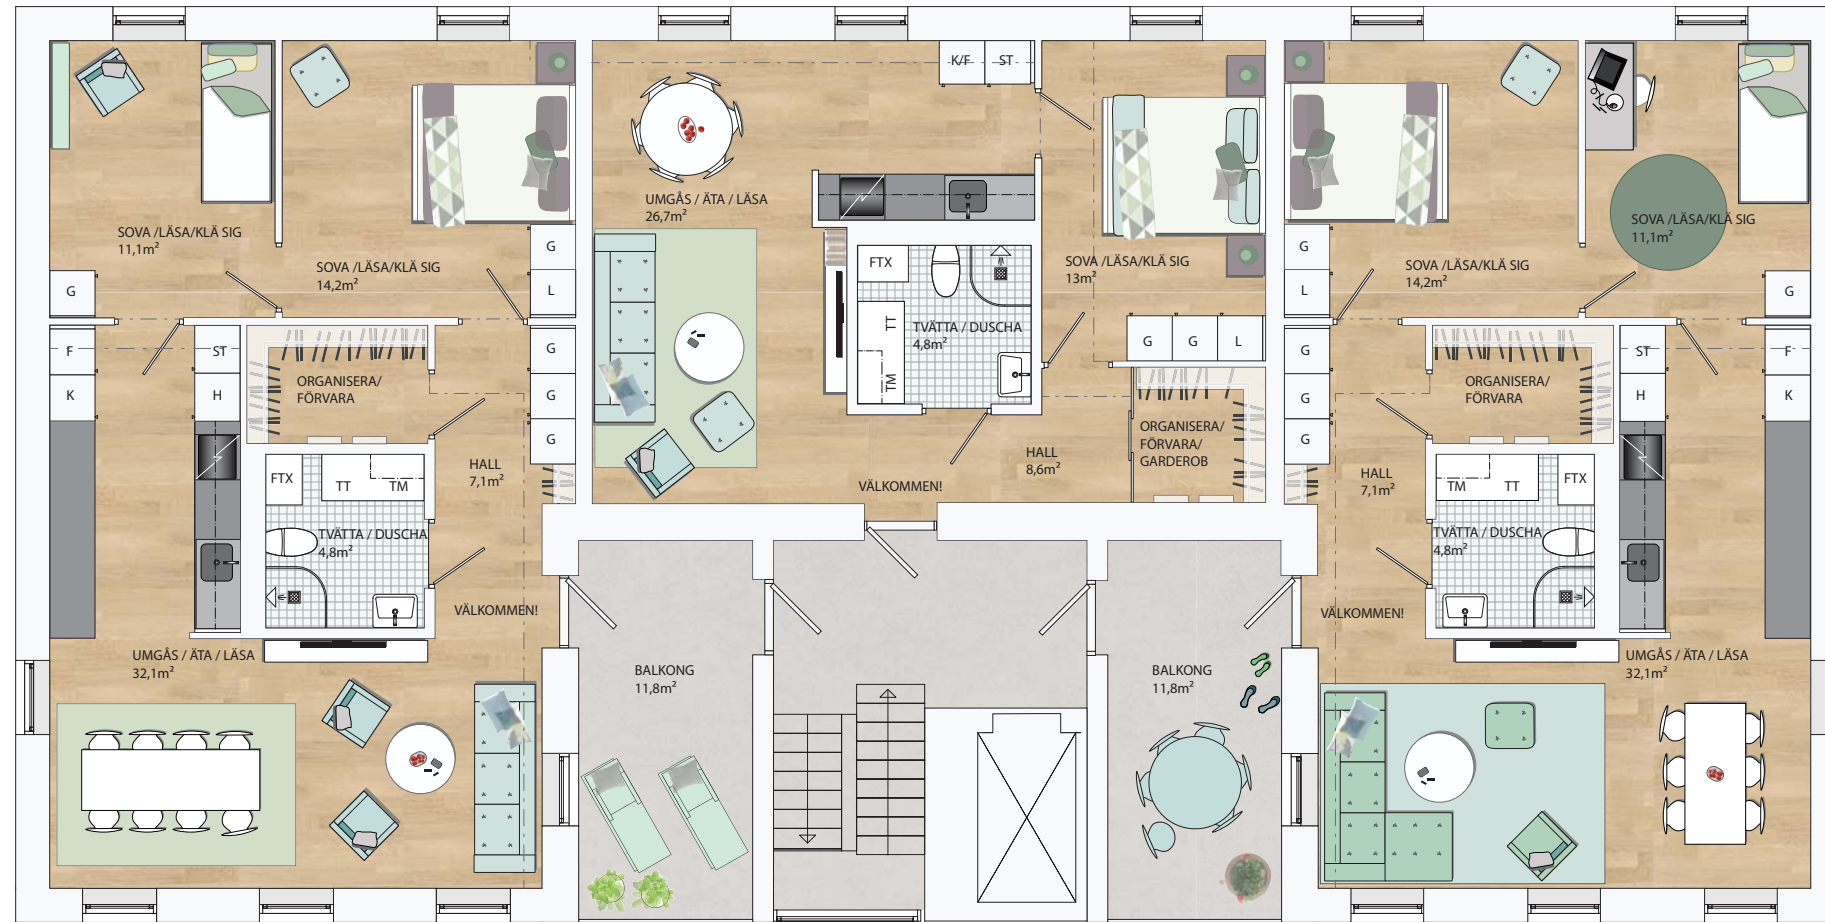 SOVA /LÄSA/KLÄ SIG
11,1m²
G
F
K
SOVA /LÄSA/KLÄ SIG
14,2m²
G
L
G
G
G
ST
H
ORGANISERA/
FÖRVARA
HALL
7,1m²
FTX
TT
TM
TVÄTTA / DUSCHA
4,8m²
VÄLKOMMEN!
UMGÅS / ÄTA / LÄSA
32,1m²
K/F
ST
UMGÅS / ÄTA / LÄSA
26,7m²
FTX
TT
TM
TVÄTTA / DUSCHA
4,8m²
SOVA /LÄSA/KLÄ SIG
13m²
G
G
L
ORGANISERA/
FÖRVARA/
GARDEROB
HALL
8,6m²
VÄLKOMMEN!
BALKONG
11,8m²
BALKONG
11,8m²
SOVA /LÄSA/KLÄ SIG
14,2m²
G
L
G
G
G
SOVA /LÄSA/KLÄ SIG
11,1m²
G
F
K
ST
H
ORGANISERA/
FÖRVARA
HALL
7,1m²
TM
TT
FTX
TVÄTTA / DUSCHA
4,8m²
VÄLKOMMEN!
UMGÅS / ÄTA / LÄSA
32,1m²